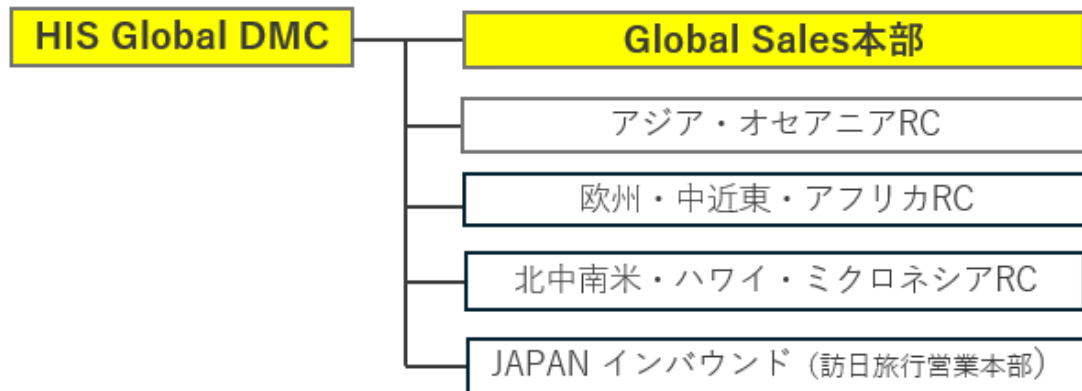 HIS Global DMC
Global Sales本部
アジア・オセアニアRC
欧州・中近東・アフリカRC
北中南米・ハワイ・ミクロネシアRC
JAPAN インバウンド（訪日旅行営業本部）